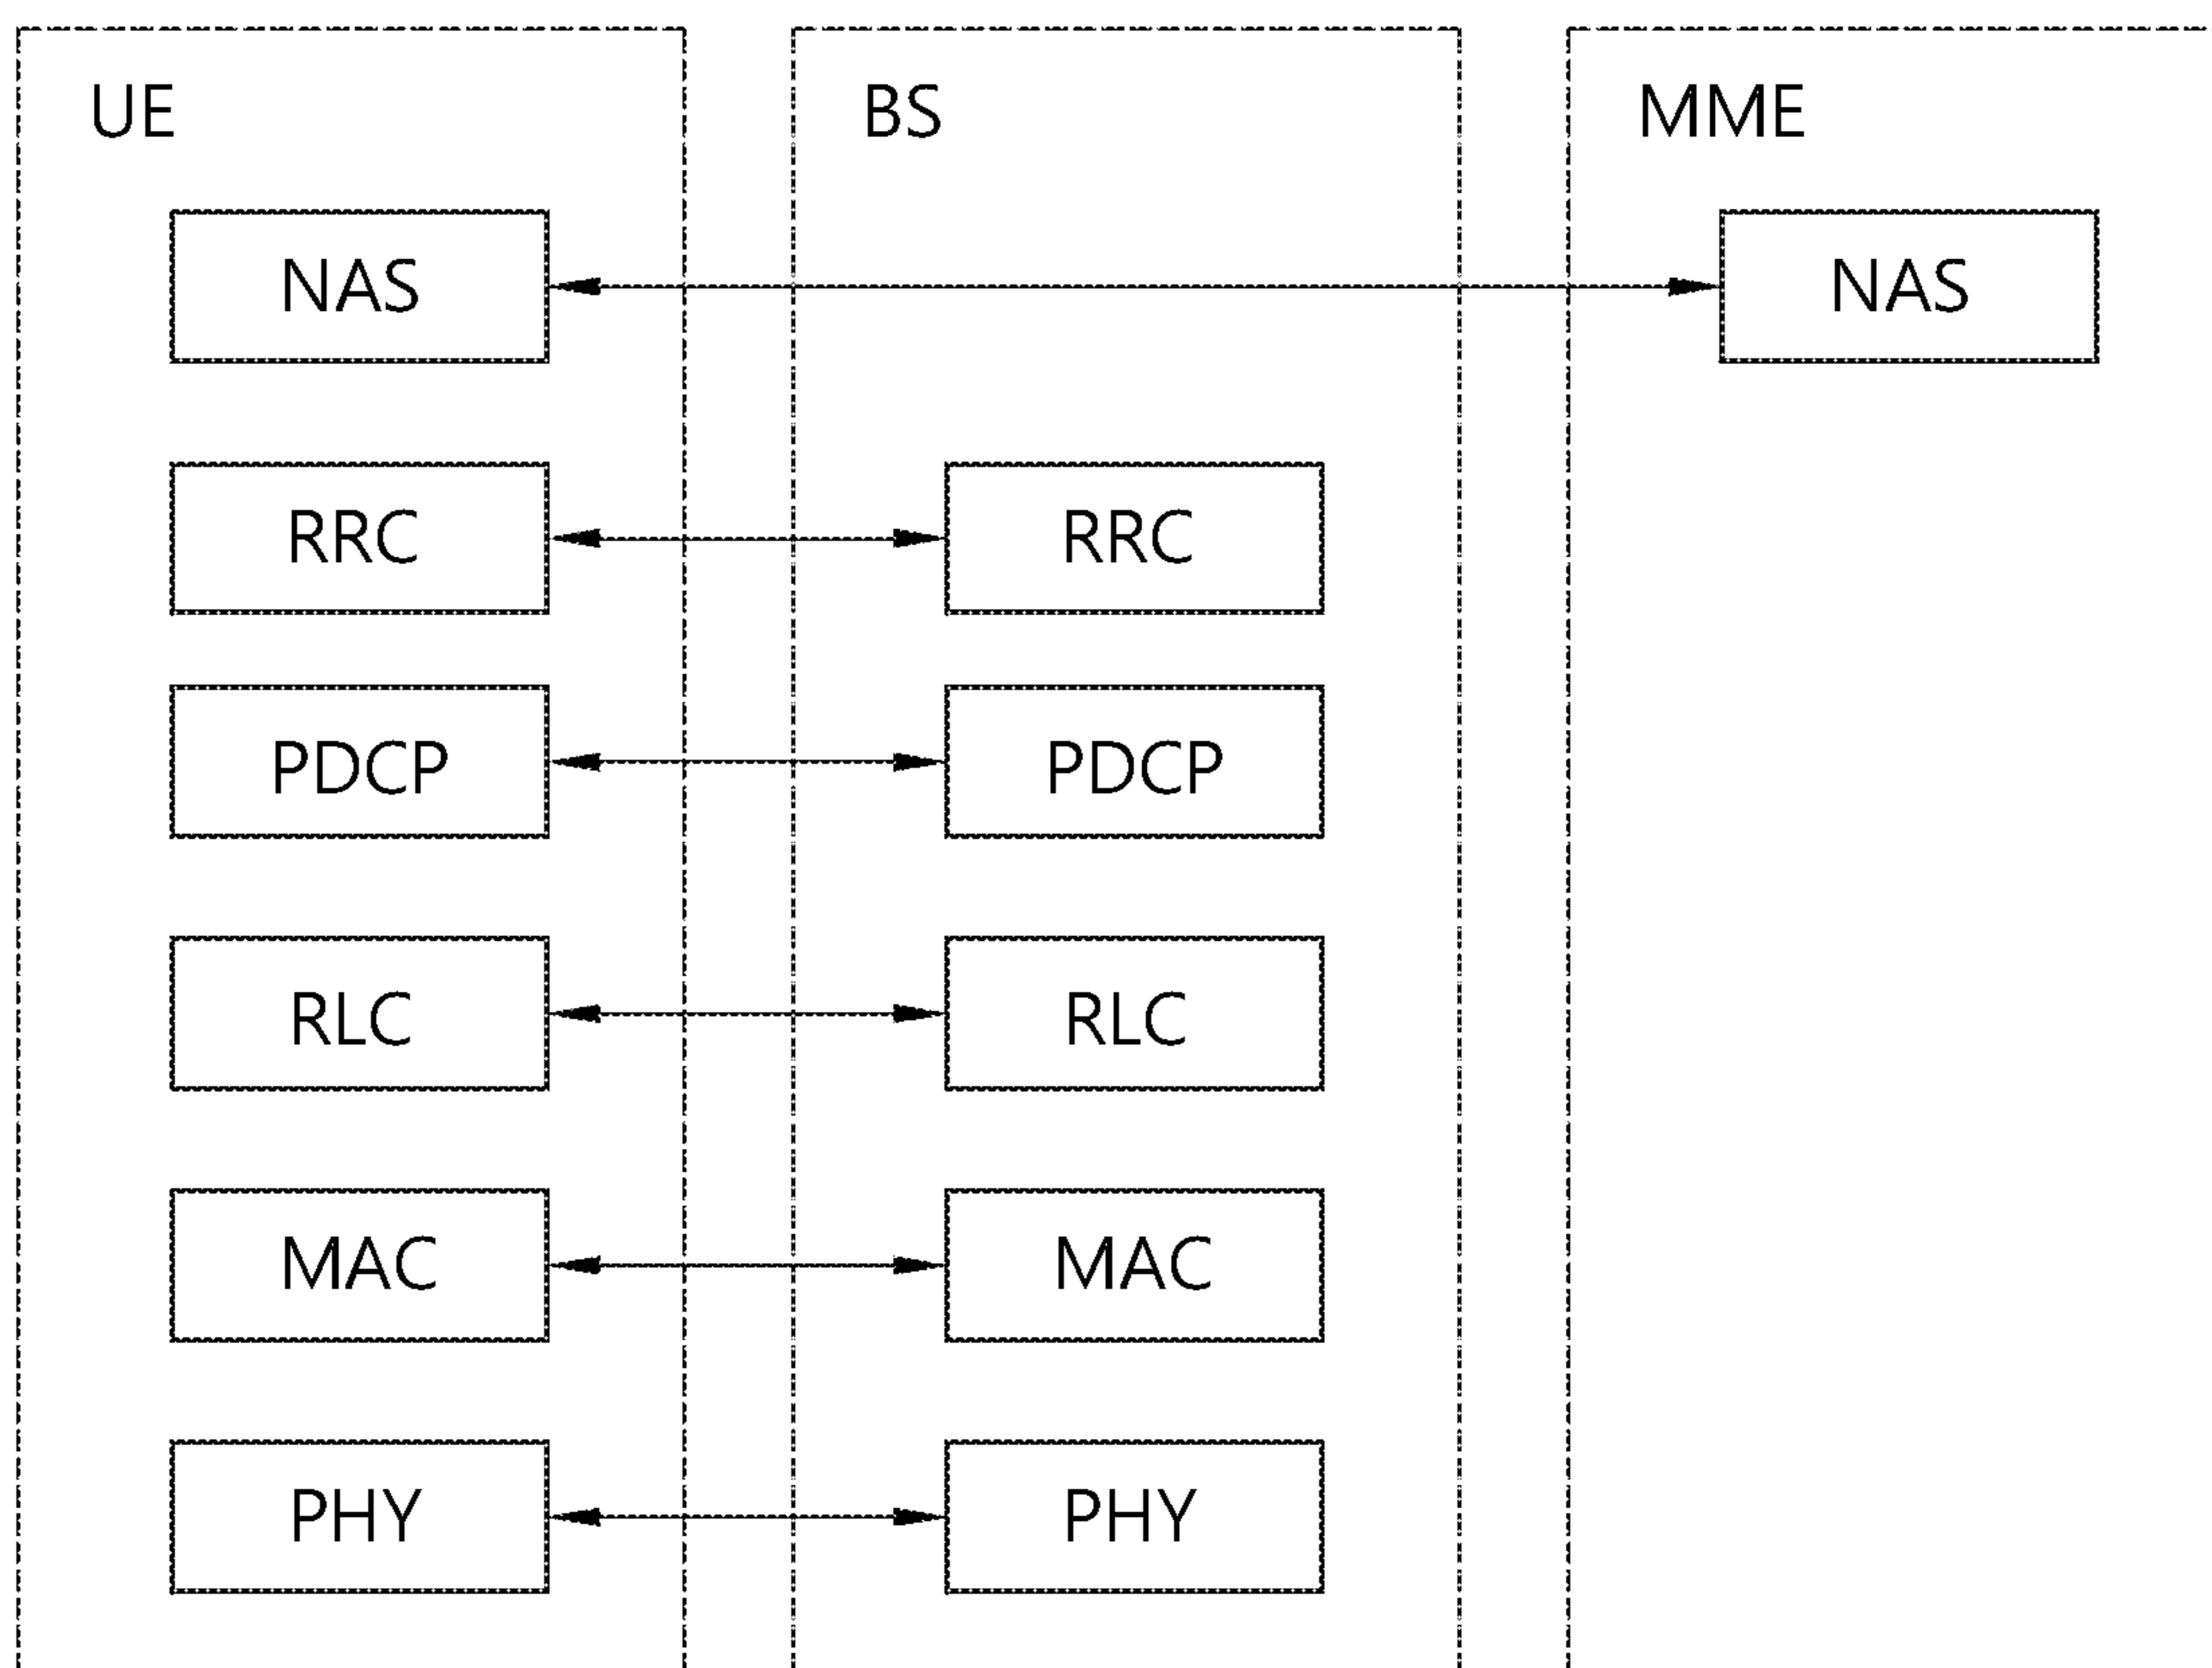 UE
BS
MME
NAS
NAS
RRC
RRC
PDCP
PDCP
RLC
RLC
MAC
MAC
PHY
PHY